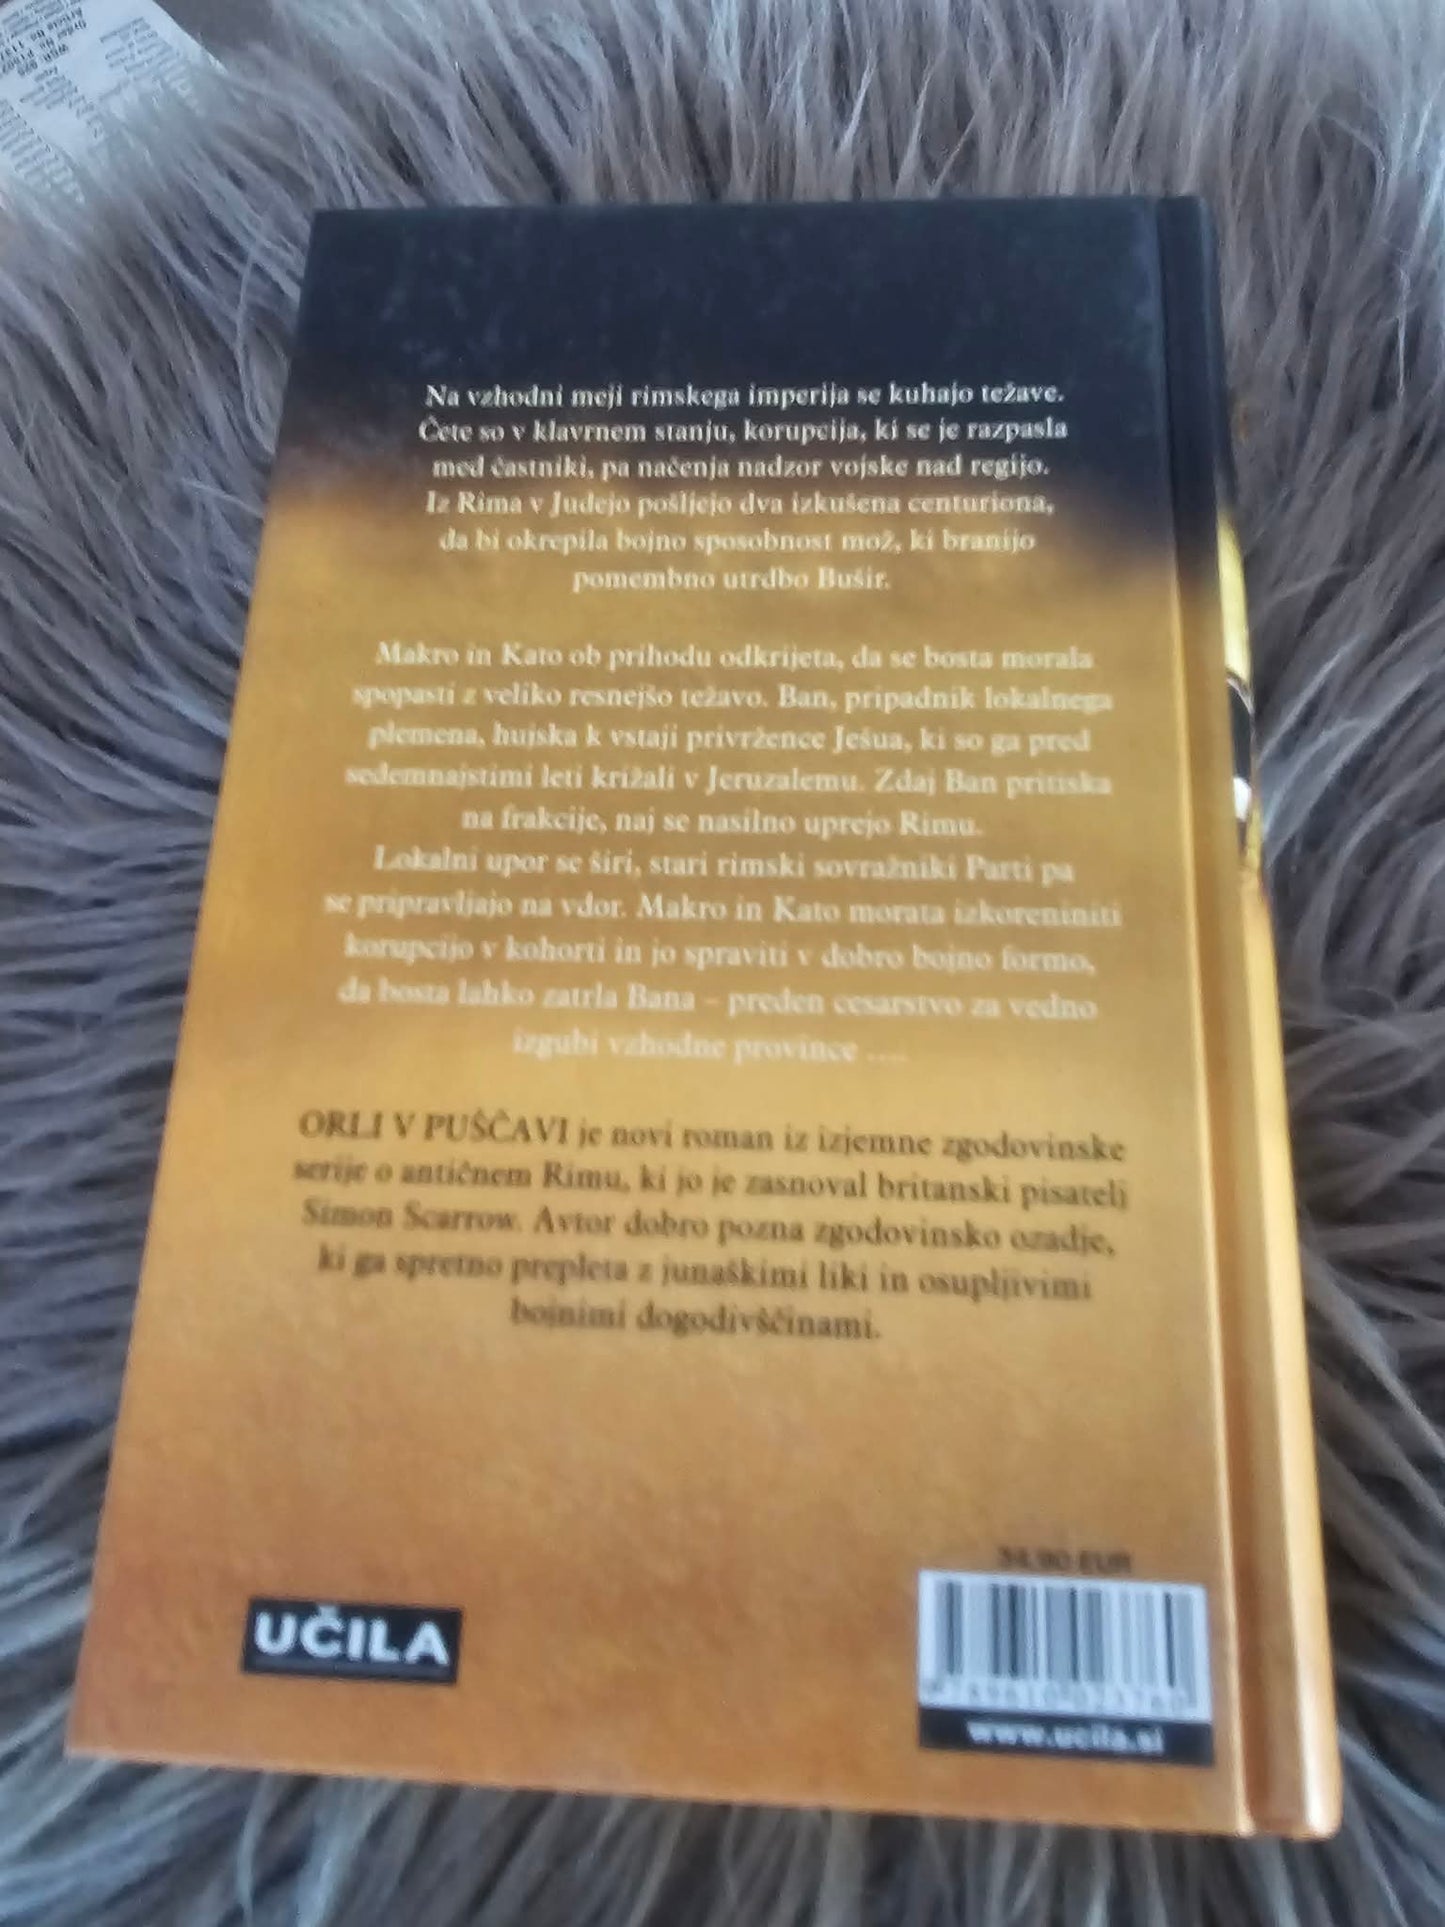 Na vzhodni meji rimskega imperija se kuhajo težave.
Čete so v klavrnem stanju, korupcija, ki se je razpasla
med častniki, pa načenja nadzor vojske nad regijo.
Iz Rima v Judejo pošljejo dva izkušena centuriona,
da bi okrepila bojno sposobnost mož, ki branijo
pomembno utrdbo Bušir.
Makro in Kato ob prihodu odkrijeta, da se bosta morala
spopasti z veliko resnejšo težavo. Ban, pripadnik lokalnega
plemena, hujska k vstaji privržence Ješua, ki so ga pred
sedemnajstimi leti križali v Jeruzalemu. Zdaj Ban pritiska
na frakcije, naj se nasilno uprejo Rimu.
Lokalni upor se širi, stari rimski sovražniki Parti pa
se pripravljajo na vdor. Makro in Kato morata izkoreniniti
korupcijo v kohorti in jo spraviti v dobro bojno formo,
da bosta lahko zatrla Bana – preden cesarstvo za vedno
izgubi vzhodne province ....
ORLI V PUŠČAVI je novi roman iz izjemne zgodovinske
serije o antičnem Rimu, ki jo je zasnoval britanski pisatelj
Simon Scarrow. Avtor dobro pozna zgodovinsko ozadje,
ki ga spretno prepleta z junaškimi liki in osupljivimi
bojnimi dogodivščinami.
34,90 EUR
UČILA
www.ucila.si